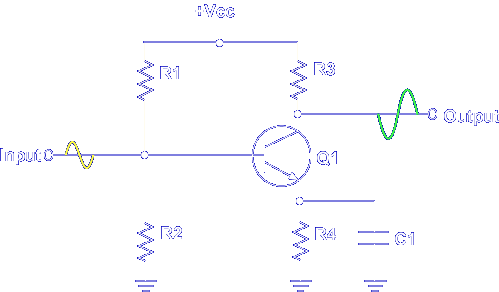 +Vcc
R1
R3
Output
Input
Q1
R2
R4
C1